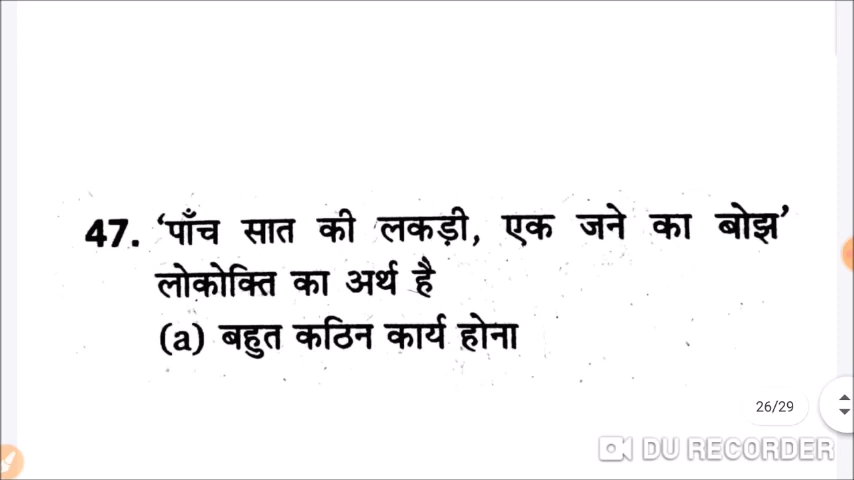 47. ‘पाँच सात की लकड़ी, एक जने का बोझ’
लोकोक्ति का अर्थ है
(a) बहुत कठिन कार्य होना
26/29
DU RECORDER